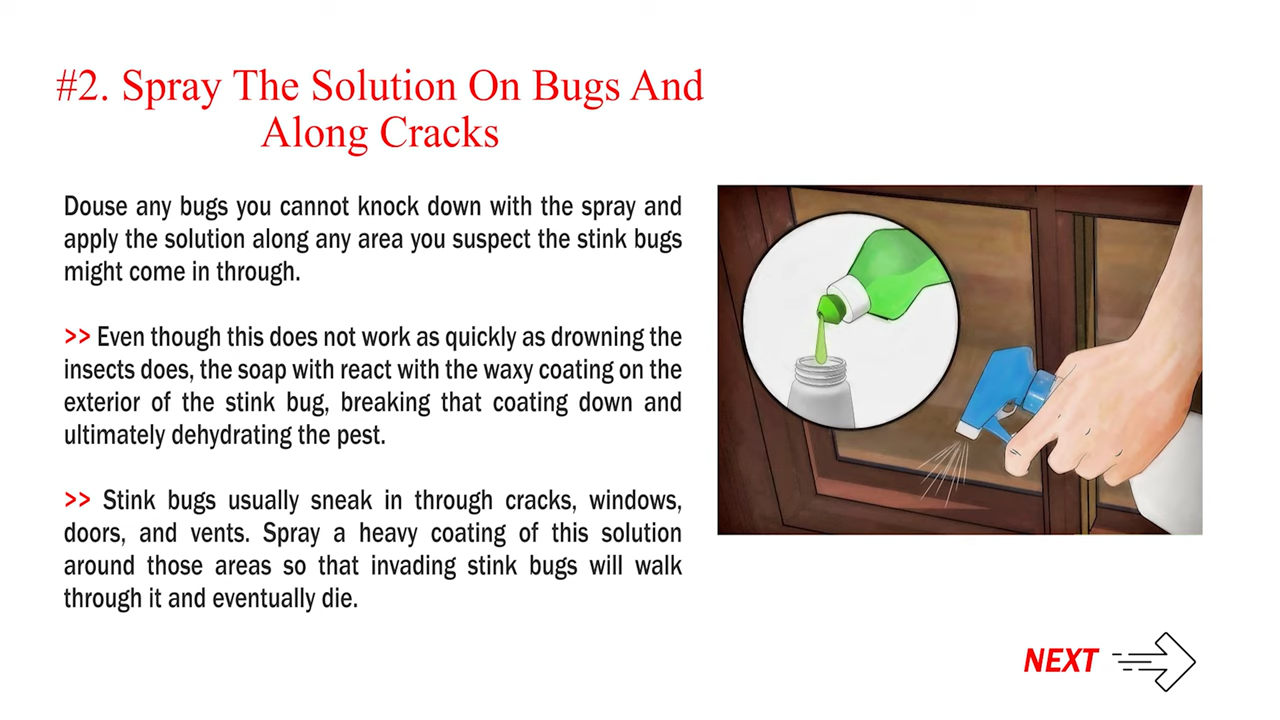 #2. Spray The Solution On Bugs And
Along Cracks
Douse any bugs you cannot knock down with the spray and
apply the solution along any area you suspect the stink bugs
might come in through.
>> Even though this does not work as quickly as drowning the
insects does, the soap with react with the waxy coating on the
exterior of the stink bug, breaking that coating down and
ultimately dehydrating the pest.
>> Stink bugs usually sneak in through cracks, windows,
doors, and vents. Spray a heavy coating of this solution
around those areas so that invading stink bugs will walk
through it and eventually die.
NEXT